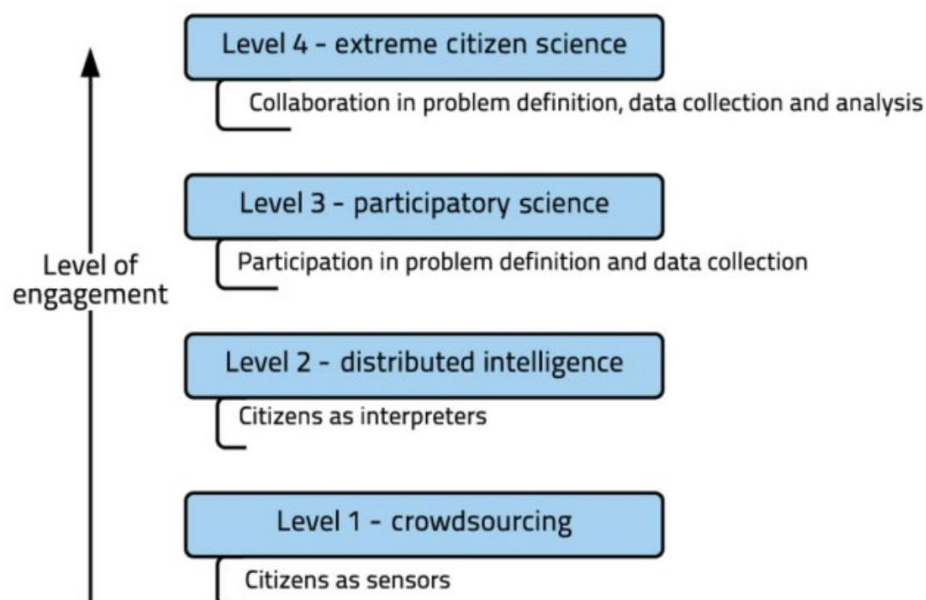 Level 4 - extreme citizen science
Collaboration in problem definition, data collection and analysis
Level 3 - participatory science
Participation in problem definition and data collection
Level of
engagement
Level 2 - distributed intelligence
Citizens as interpreters
Level 1 - crowdsourcing
Citizens as sensors